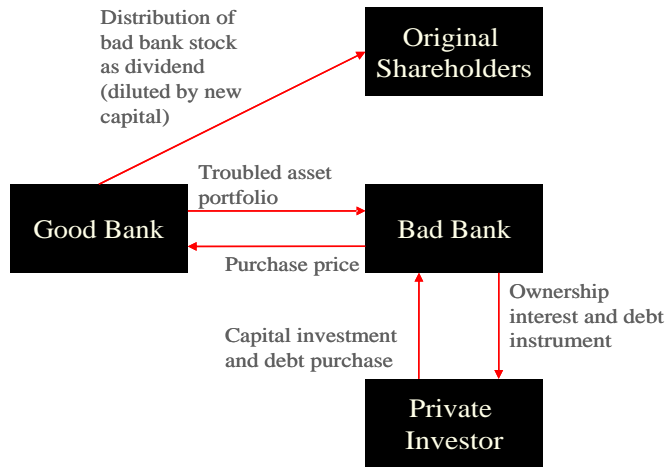 Distribution of
bad bank stock
as dividend
(diluted by new
capital)
Original
Shareholders
Troubled asset
portfolio
Good Bank
Bad Bank
Purchase price
Ownership
interest and debt
instrument
Capital investment
and debt purchase
Private
Investor